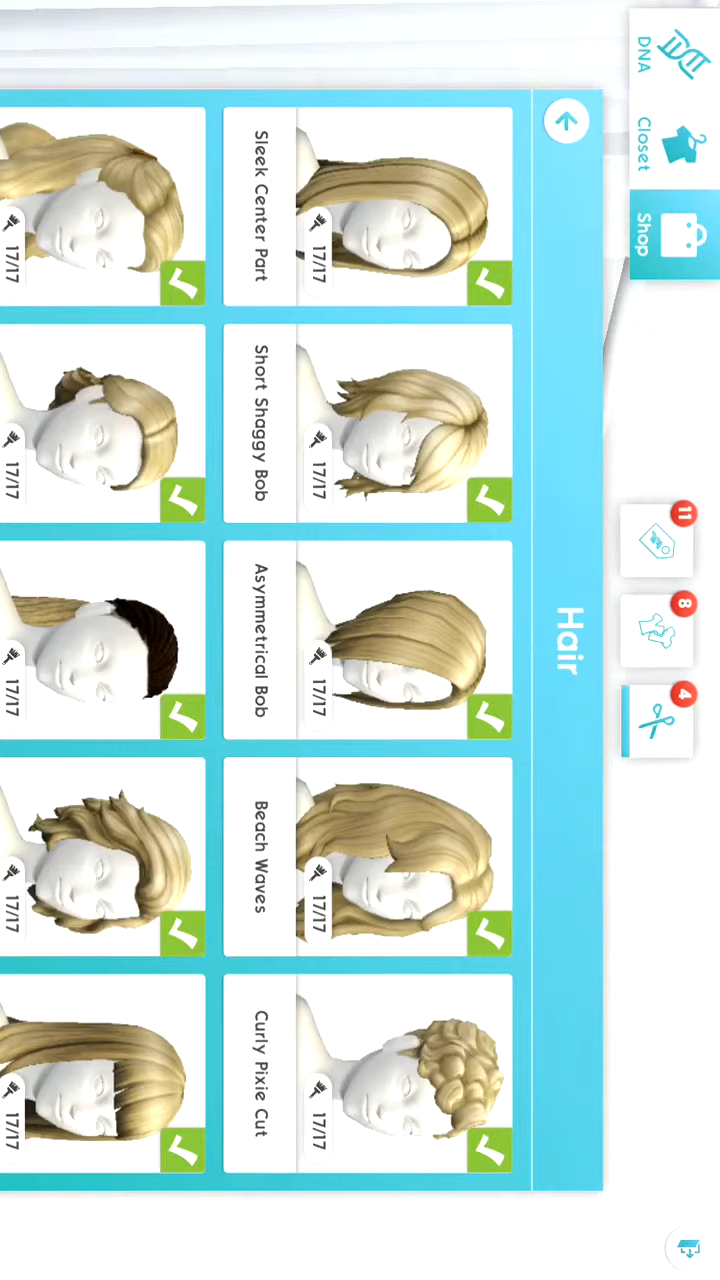 DNA
Closet
Shop
11
8
4
Hair
17/17
17/17
17/17
17/17
17/17
Sleek Center Part
Short Shaggy Bob
Asymmetrical Bob
Beach Waves
Curly Pixie Cut
17/17
17/17
17/17
17/17
17/17